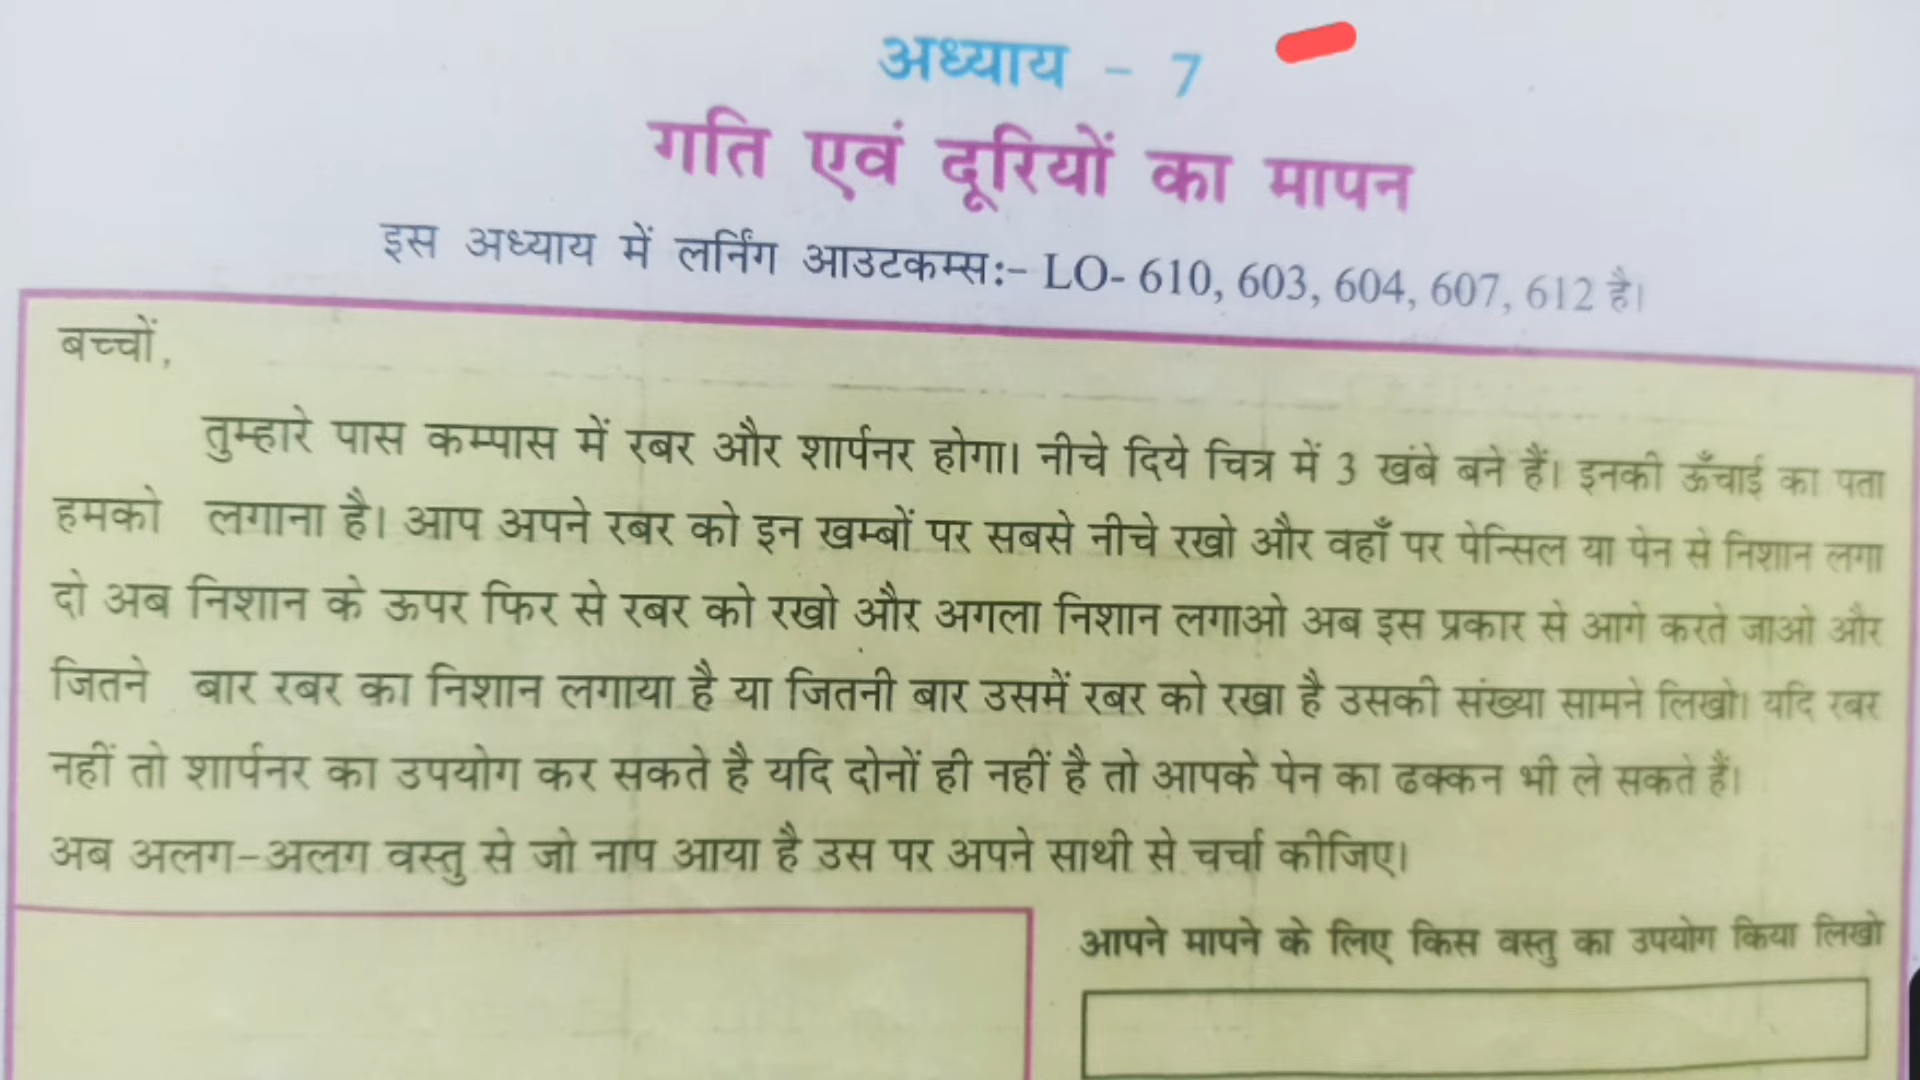 अध्याय - 7
गति एवं दूरियों का मापन
इस अध्याय में लर्निंग आउटकम्स:- LO- 610, 603, 604, 607, 612 है।
बच्चों,
तुम्हारे पास कम्पास में रबर और शार्पनर होगा। नीचे दिये चित्र में 3 खंबे बने हैं। इनकी ऊँचाई का पता
हमको लगाना है। आप अपने रबर को इन खम्बों पर सबसे नीचे रखो और वहाँ पर पेन्सिल या पेन से निशान लगा
दो अब निशान के ऊपर फिर से रबर को रखो और अगला निशान लगाओ अब इस प्रकार से आगे करते जाओ और
जितने बार रबर का निशान लगाया है या जितनी बार उसमें रबर को रखा है उसकी संख्या सामने लिखो। यदि रबर
नहीं तो शार्पनर का उपयोग कर सकते है यदि दोनों ही नहीं है तो आपके पेन का ढक्कन भी ले सकते हैं।
अब अलग-अलग वस्तु से जो नाप आया है उस पर अपने साथी से चर्चा कीजिए।
आपने मापने के लिए किस वस्तु का उपयोग किया लिखो